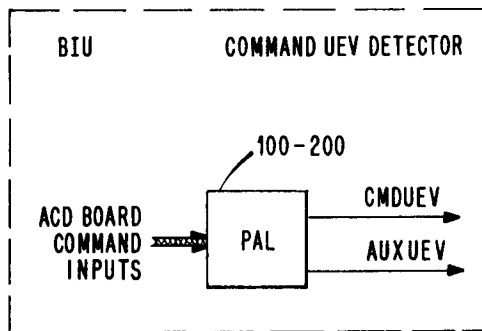 BIU COMMAND UEV DETECTOR
100-200
CMDUEV
ACD BOARD
COMMAND
INPUTS
PAL
AUXUEV